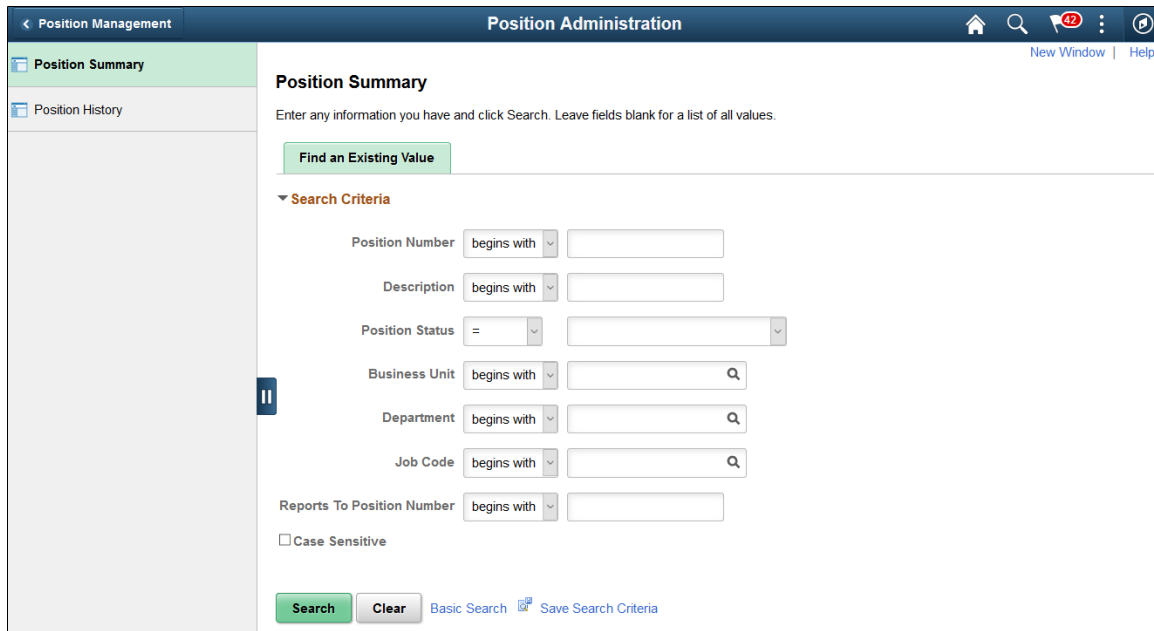 Position Management
Position Administration
42
New Window | Help
Position Summary
Position History
Position Summary
Enter any information you have and click Search. Leave fields blank for a list of all values.
Find an Existing Value
Search Criteria
Position Number begins with
Description begins with
Position Status =
Business Unit begins with
Department begins with
Job Code begins with
Reports To Position Number begins with
Case Sensitive
Search Clear Basic Search Save Search Criteria